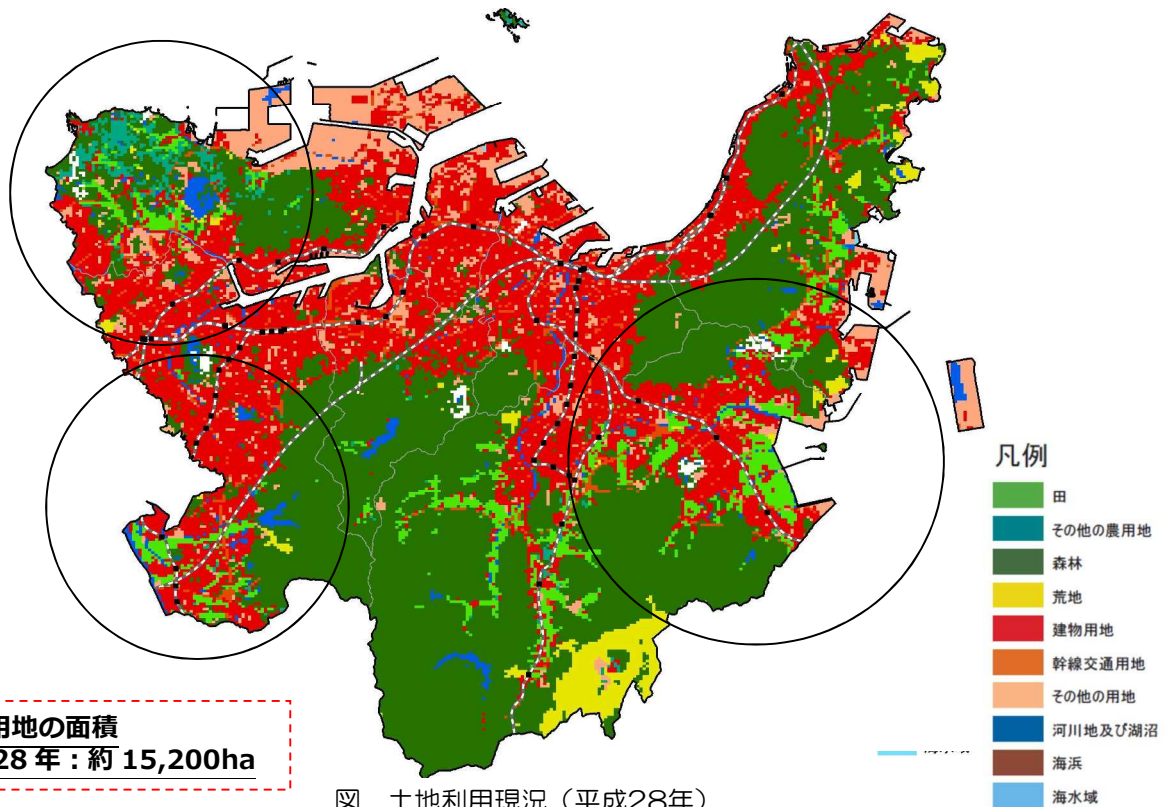 凡例
田
その他の農用地
森林
荒地
建物用地
幹線交通用地
その他の用地
河川地及び湖沼
海浜
海水域
用地の面積
28 年：約 15,200ha
図 土地利用現況（平成28年）